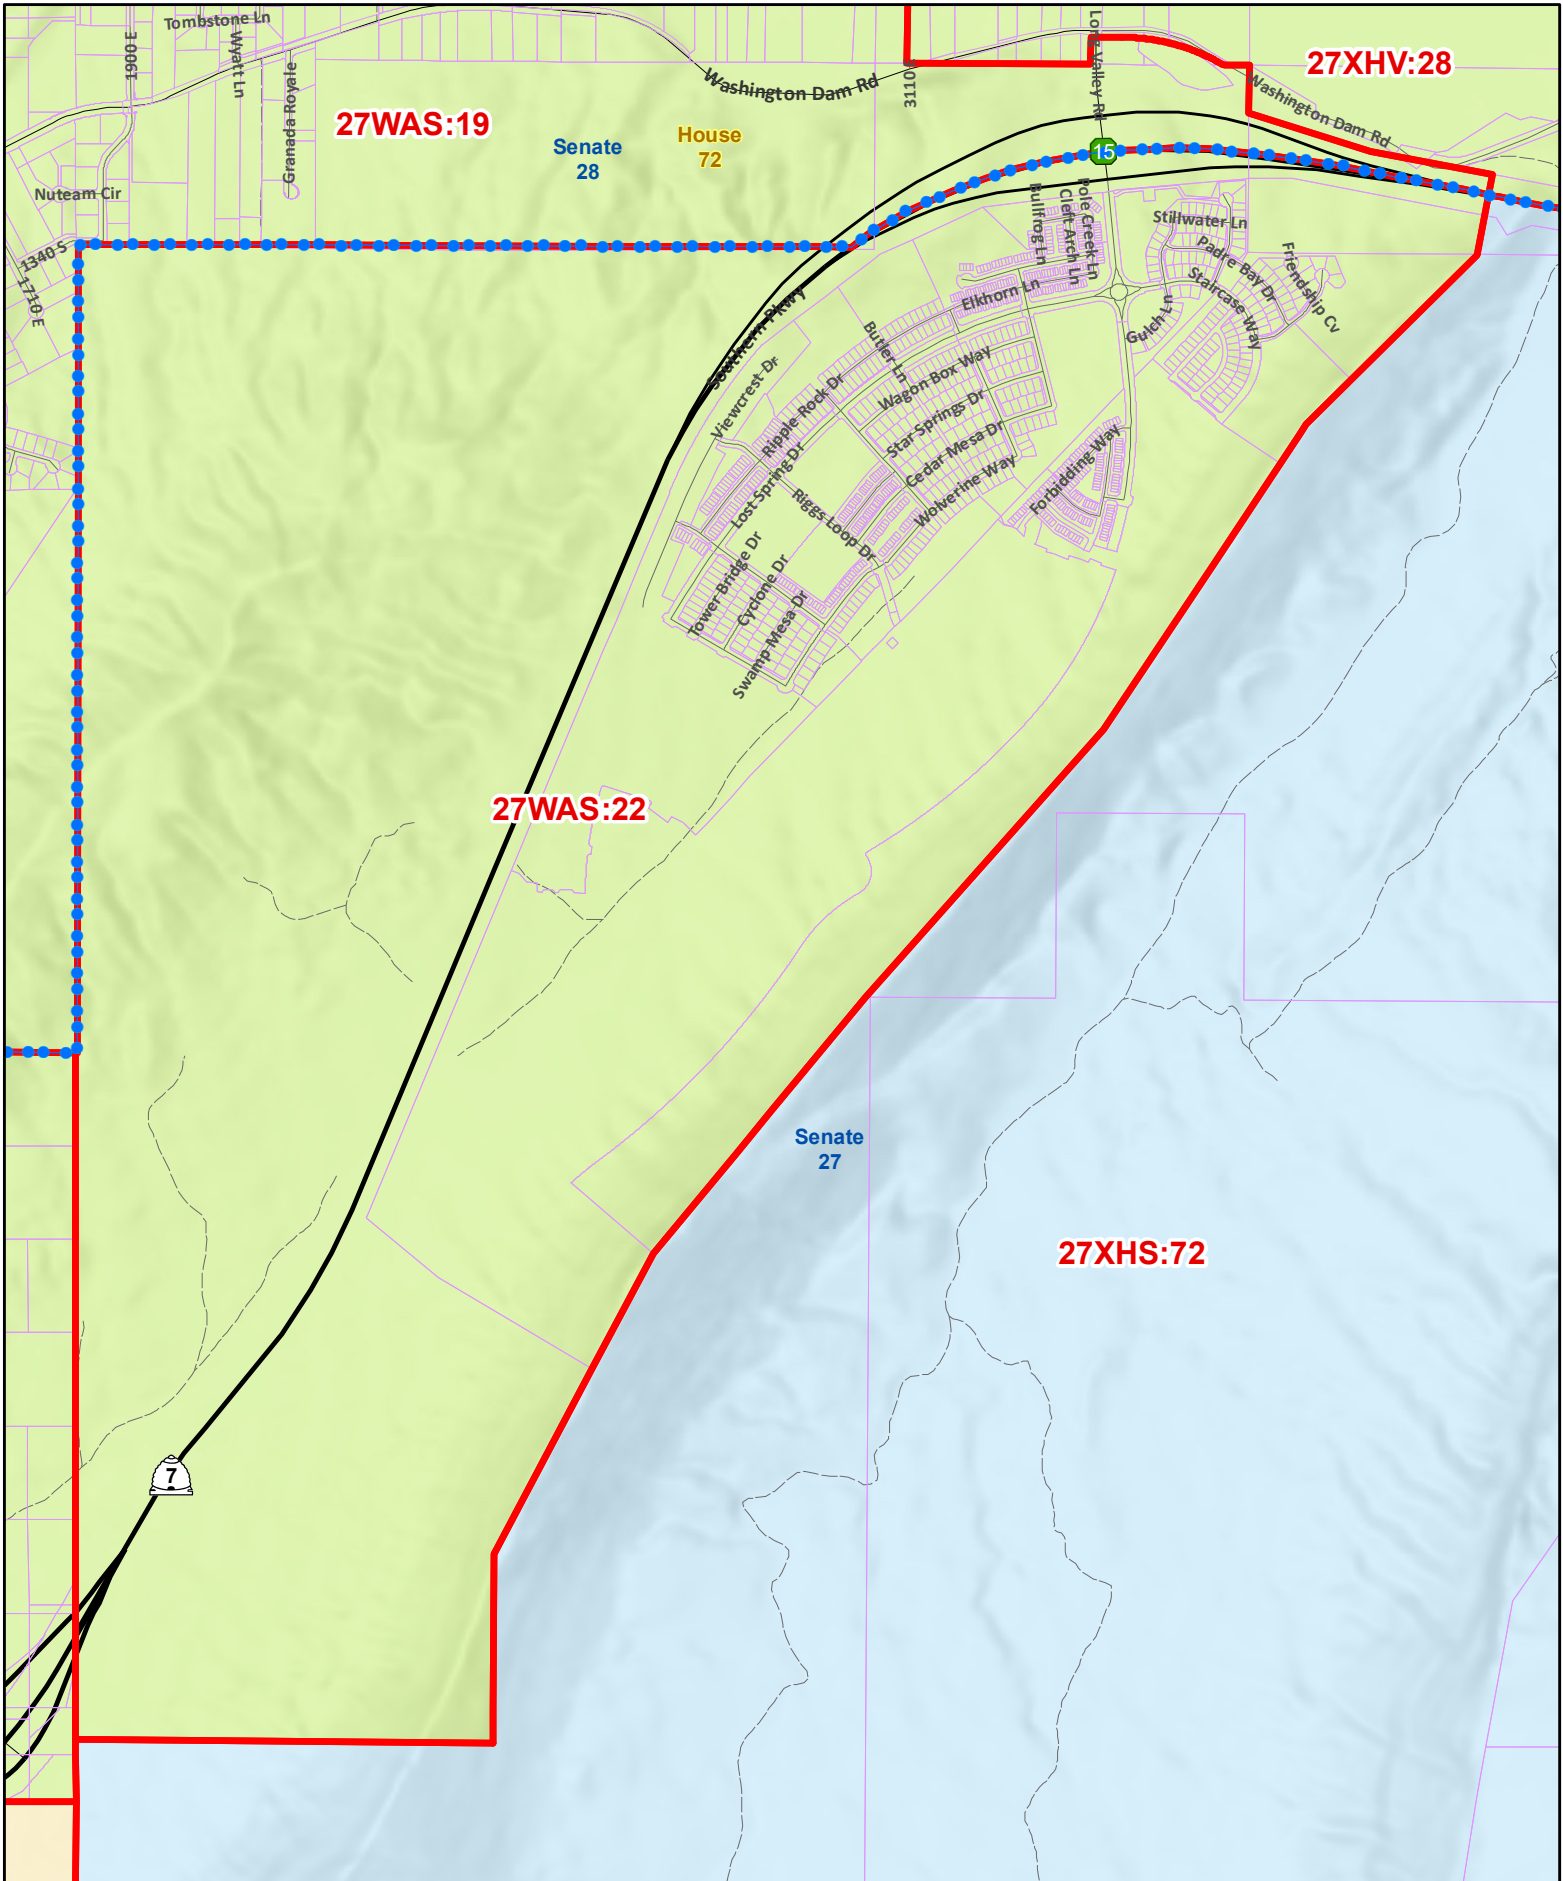 Tombstone Ln
1900 E
Wyatt Ln
Granada Royale
Washington Dam Rd
3110 E
Long Valley Rd
27XHV:28
Washington Dam Rd
27WAS:19
Senate
28
House
72
15
Nuteam Cir
1340 S
1710 E
Bullfrog Ln
Cleft Arch Ln
Pole Creek Ln
Stillwater Ln
Padre Bay Dr
Staircase Way
Friendship Cv
Gulch Ln
Elkhorn Ln
Southern Pkwy
Butler Ln
Viewcrest Dr
Wagon Box Way
Ripple Rock Dr
Star Springs Dr
Cedar Mesa Dr
Lost Spring Dr
Riggs Loop Dr
Wolverine Way
Forbidding Way
Tower Bridge Dr
Cyclone Dr
Swamp Mesa Dr
27WAS:22
Senate
27
27XHS:72
7